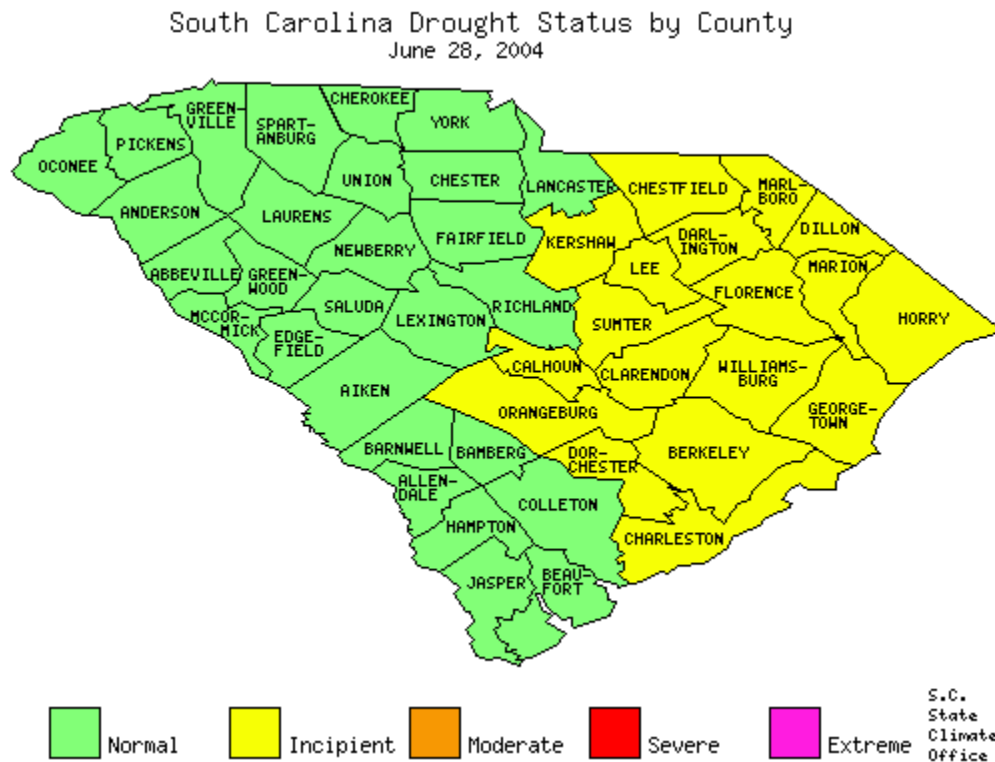 South Carolina Drought Status by County
June 28, 2004
CHEROKEE
GREEN-
VILLE
SPART-
ANBURG
YORK
PICKENS
OCONEE
UNION
CHESTER
LANCASTER
CHESTFIELD
MARL-
BORO
ANDERSON
LAURENS
NEWBERRY
FAIRFIELD
KERSHAW
DARL-
INGTON
DILLON
ABBEVILLE
GREEN-
WOOD
LEE
MARION
SALUDA
RICHLAND
FLORENCE
MCCOR-
MICK
LEXINGTON
SUMTER
HORRY
EDGE-
FIELD
AIKEN
CALHOUN
CLARENDON
WILLIAMS-
BURG
ORANGEBURG
GEORGE-
TOWN
BARNWELL
BAMBERG
DOR-
CHESTER
BERKELEY
ALLEN-
DALE
COLLETON
HAMPTON
CHARLESTON
JASPER
BEAU-
FORT
Normal
Incipient
Moderate
Severe
Extreme
S.C.
State
Climate
Office